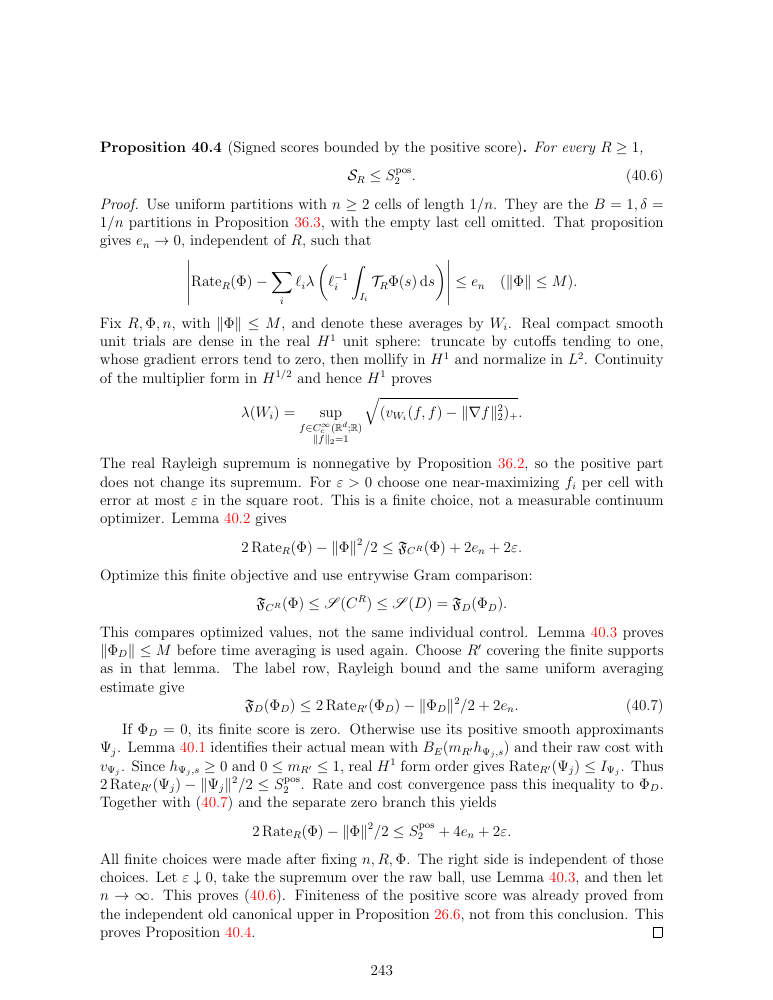 Proposition 40.4 (Signed scores bounded by the positive score). For every R ≥ 1,
𝓢_R ≤ S_2^{pos}. (40.6)
Proof. Use uniform partitions with n ≥ 2 cells of length 1/n. They are the B = 1, δ =
1/n partitions in Proposition 36.3, with the empty last cell omitted. That proposition
gives e_n → 0, independent of R, such that
|Rate_R(Φ) − ∑_i ℓ_i λ (ℓ_i^{−1} ∫_{I_i} 𝒯_R Φ(s) ds)| ≤ e_n (‖Φ‖ ≤ M).
Fix R, Φ, n, with ‖Φ‖ ≤ M, and denote these averages by W_i. Real compact smooth
unit trials are dense in the real H^1 unit sphere: truncate by cutoffs tending to one,
whose gradient errors tend to zero, then mollify in H^1 and normalize in L^2. Continuity
of the multiplier form in H^{1/2} and hence H^1 proves
λ(W_i) = sup_{f∈C_c^∞(ℝ^d;ℝ) ‖f‖_2=1} √((v_{W_i}(f, f) − ‖∇f‖_2^2)_+).
The real Rayleigh supremum is nonnegative by Proposition 36.2, so the positive part
does not change its supremum. For ε > 0 choose one near-maximizing f_i per cell with
error at most ε in the square root. This is a finite choice, not a measurable continuum
optimizer. Lemma 40.2 gives
2 Rate_R(Φ) − ‖Φ‖^2/2 ≤ 𝔉_{C^R}(Φ) + 2e_n + 2ε.
Optimize this finite objective and use entrywise Gram comparison:
𝔉_{C^R}(Φ) ≤ 𝒮(C^R) ≤ 𝒮(D) = 𝔉_D(Φ_D).
This compares optimized values, not the same individual control. Lemma 40.3 proves
‖Φ_D‖ ≤ M before time averaging is used again. Choose R′ covering the finite supports
as in that lemma. The label row, Rayleigh bound and the same uniform averaging
estimate give
𝔉_D(Φ_D) ≤ 2 Rate_{R′}(Φ_D) − ‖Φ_D‖^2/2 + 2e_n. (40.7)
If Φ_D = 0, its finite score is zero. Otherwise use its positive smooth approximants
Ψ_j. Lemma 40.1 identifies their actual mean with B_E(m_{R′}h_{Ψ_j,s}) and their raw cost with
v_{Ψ_j}. Since h_{Ψ_j,s} ≥ 0 and 0 ≤ m_{R′} ≤ 1, real H^1 form order gives Rate_{R′}(Ψ_j) ≤ I_{Ψ_j}. Thus
2 Rate_{R′}(Ψ_j) − ‖Ψ_j‖^2/2 ≤ S_2^{pos}. Rate and cost convergence pass this inequality to Φ_D.
Together with (40.7) and the separate zero branch this yields
2 Rate_R(Φ) − ‖Φ‖^2/2 ≤ S_2^{pos} + 4e_n + 2ε.
All finite choices were made after fixing n, R, Φ. The right side is independent of those
choices. Let ε ↓ 0, take the supremum over the raw ball, use Lemma 40.3, and then let
n → ∞. This proves (40.6). Finiteness of the positive score was already proved from
the independent old canonical upper in Proposition 26.6, not from this conclusion. This
proves Proposition 40.4. □
243